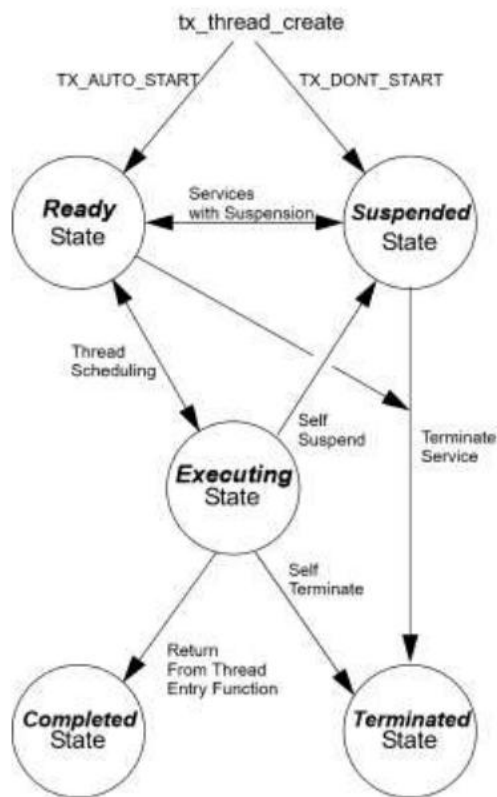 tx_thread_create
TX_AUTO_START
TX_DONT_START
Ready
State
Services
with Suspension
Suspended
State
Thread
Scheduling
Self
Suspend
Terminate
Service
Executing
State
Self
Terminate
Return
From Thread
Entry Function
Completed
State
Terminated
State